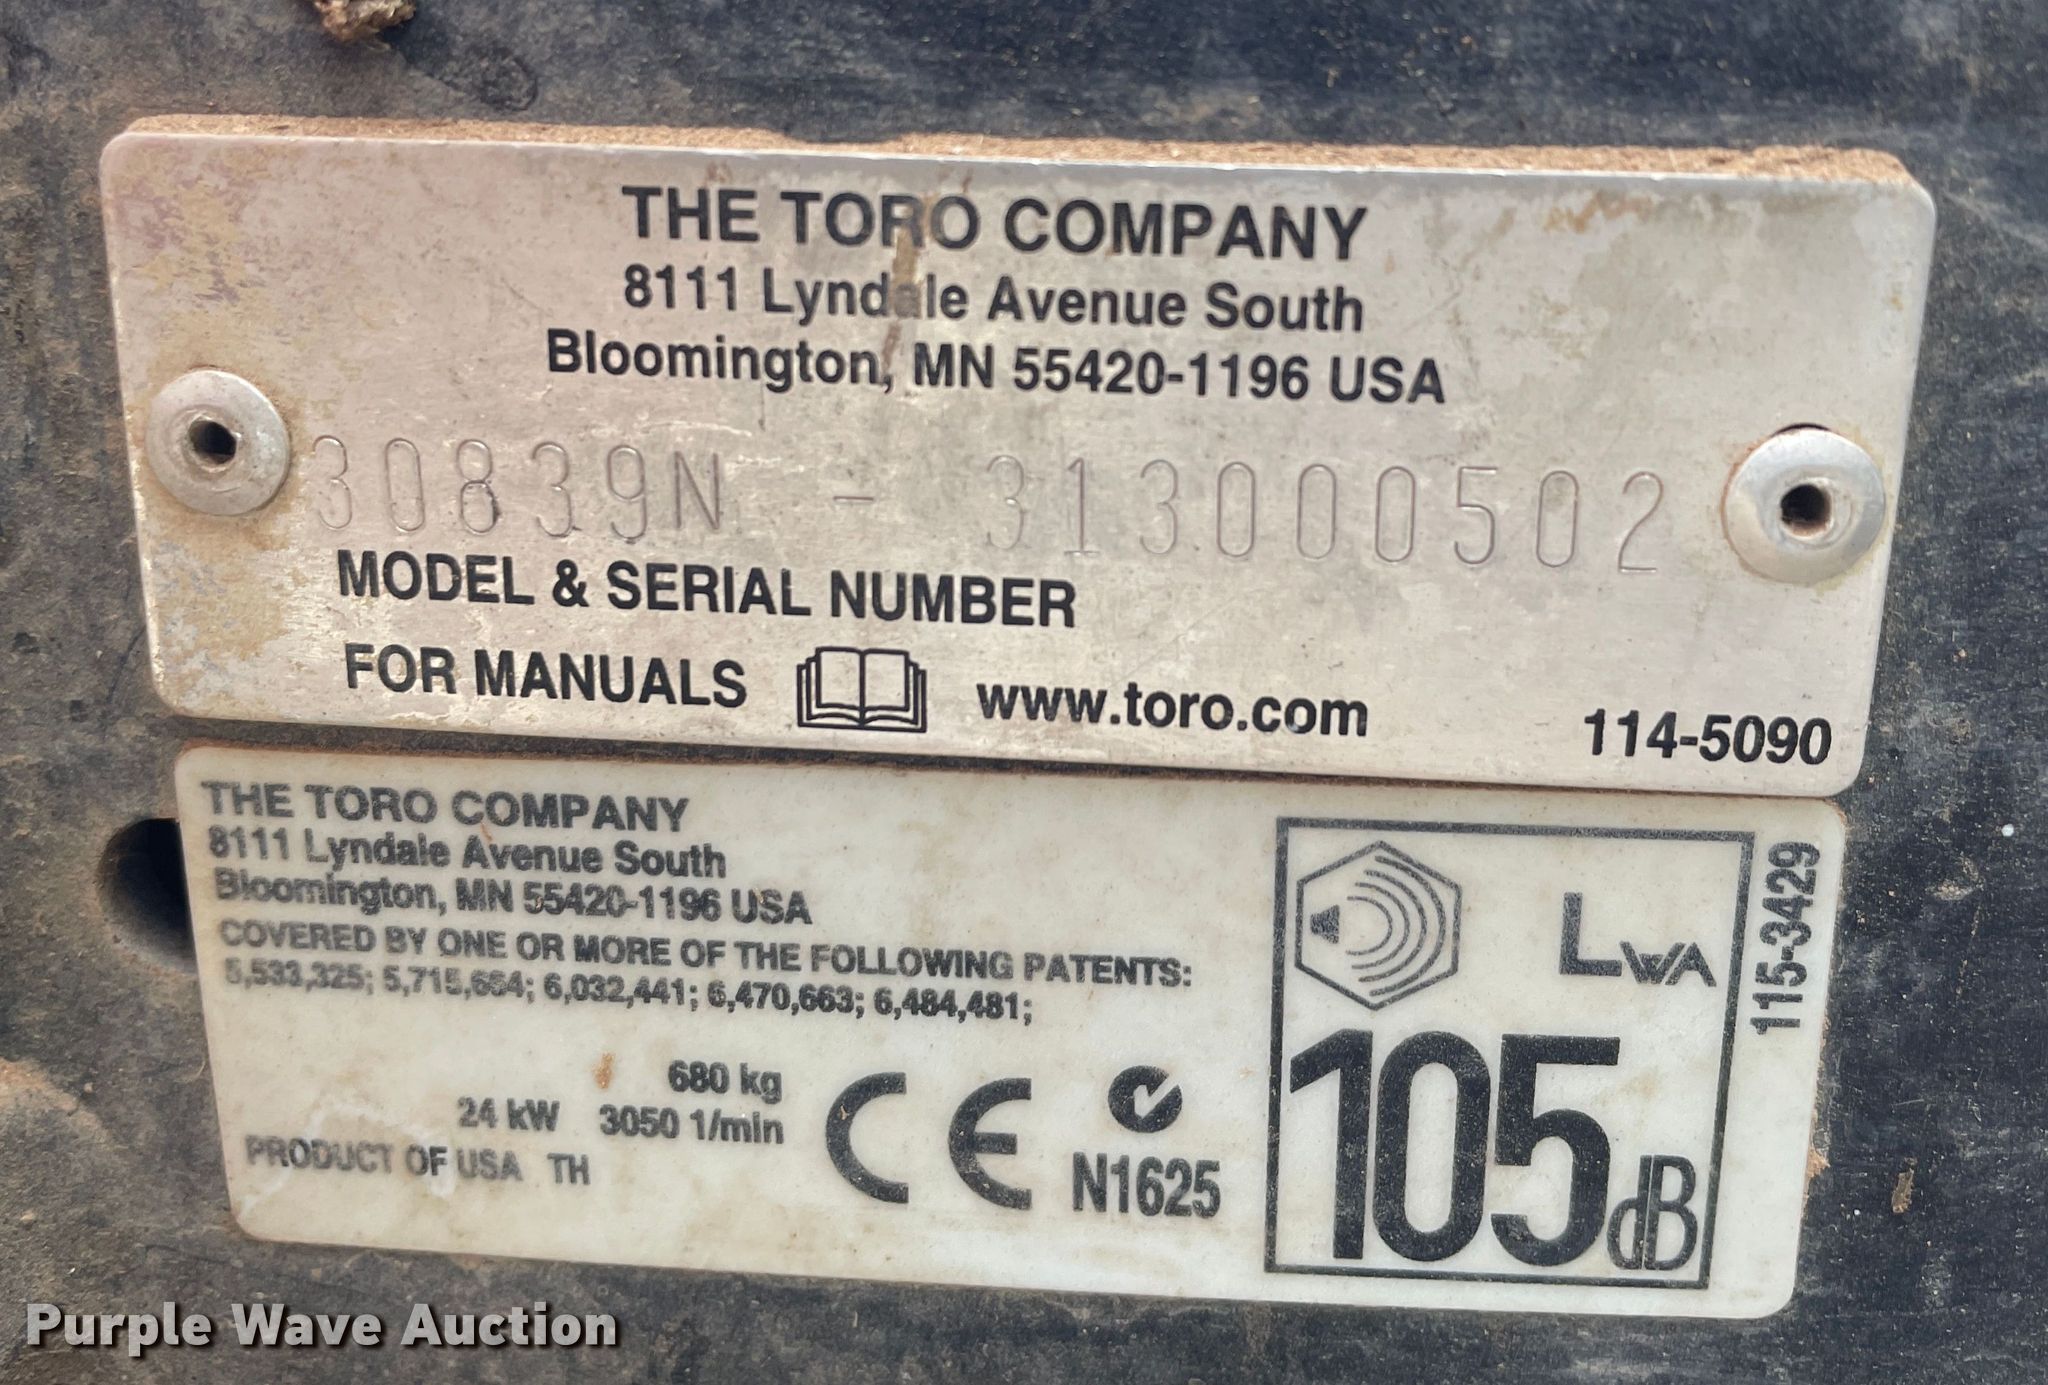 THE TORO COMPANY
8111 Lyndale Avenue South
Bloomington, MN 55420-1196 USA
30839N - 313000502
MODEL & SERIAL NUMBER
FOR MANUALS www.toro.com
114-5090
THE TORO COMPANY
8111 Lyndale Avenue South
Bloomington, MN 55420-1196 USA
COVERED BY ONE OR MORE OF THE FOLLOWING PATENTS:
5,533,325; 5,715,664; 6,032,441; 6,470,663; 6,484,481;
680 kg
24 kW 3050 1/min
PRODUCT OF USA TH
CE
N1625
LWA
105 dB
115-3429
Purple Wave Auction